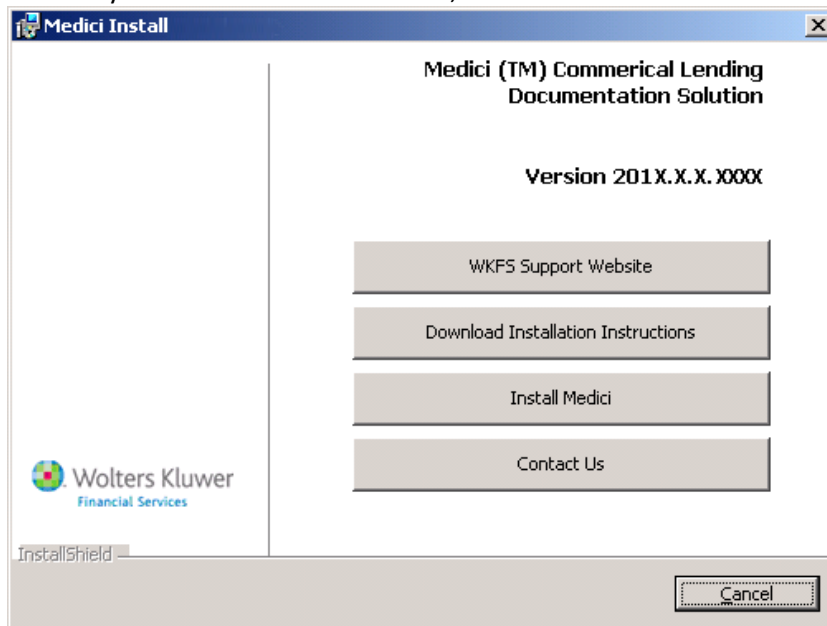 Medici Install
Medici (TM) Commerical Lending
Documentation Solution
Version 201X.X.X.XXXX
WKFS Support Website
Download Installation Instructions
Install Medici
Contact Us
Wolters Kluwer
Financial Services
InstallShield
Cancel